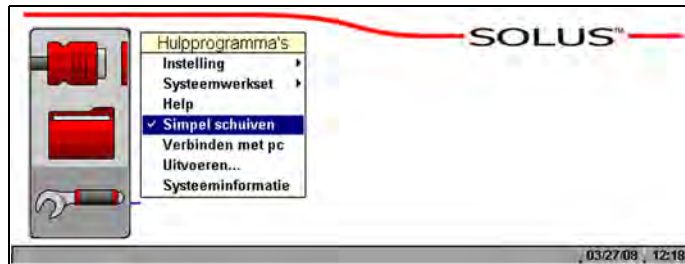 SOLUS™
Hulpprogramma's
Instelling
Systeemwerkset
Help
✓ Simpel schuiven
Verbinden met pc
Uitvoeren...
Systeeminformatie
03/27/08 12:18